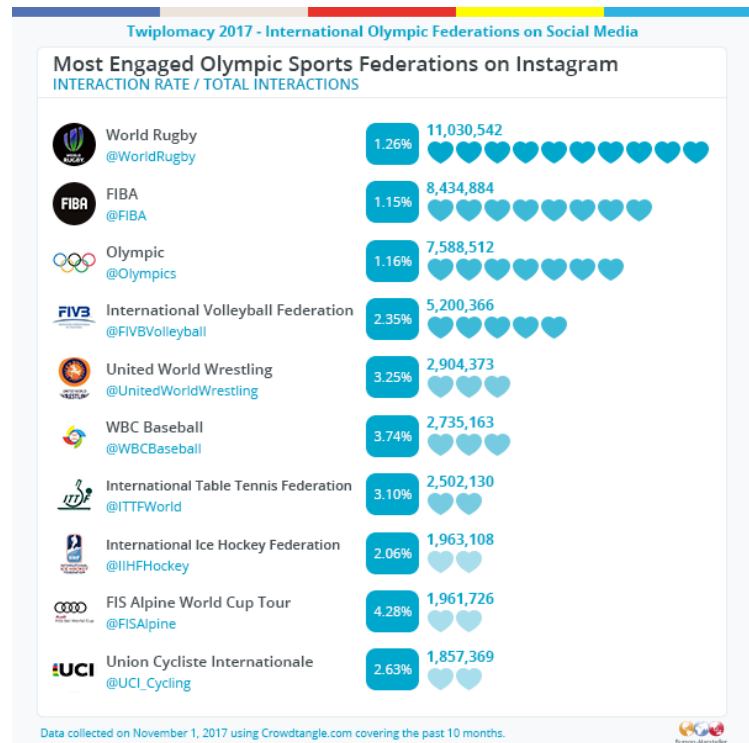 Twiplomacy 2017 - International Olympic Federations on Social Media
Most Engaged Olympic Sports Federations on Instagram
INTERACTION RATE / TOTAL INTERACTIONS
WORLD RUGBY
World Rugby
@WorldRugby
1.26%
11,030,542
FIBA
FIBA
@FIBA
1.15%
8,434,884
Olympic
@Olympics
1.16%
7,588,512
FIVB
International Volleyball Federation
@FIVBVolleyball
2.35%
5,200,366
United World Wrestling
@UnitedWorldWrestling
3.25%
2,904,373
WBC Baseball
@WBCBaseball
3.74%
2,735,163
ITTF
International Table Tennis Federation
@ITTFWorld
3.10%
2,502,130
International Ice Hockey Federation
@IIHFHockey
2.06%
1,963,108
FIS Alpine World Cup Tour
@FISAlpine
4.28%
1,961,726
UCI
Union Cycliste Internationale
@UCI_Cycling
2.63%
1,857,369
Data collected on November 1, 2017 using Crowdtangle.com covering the past 10 months.